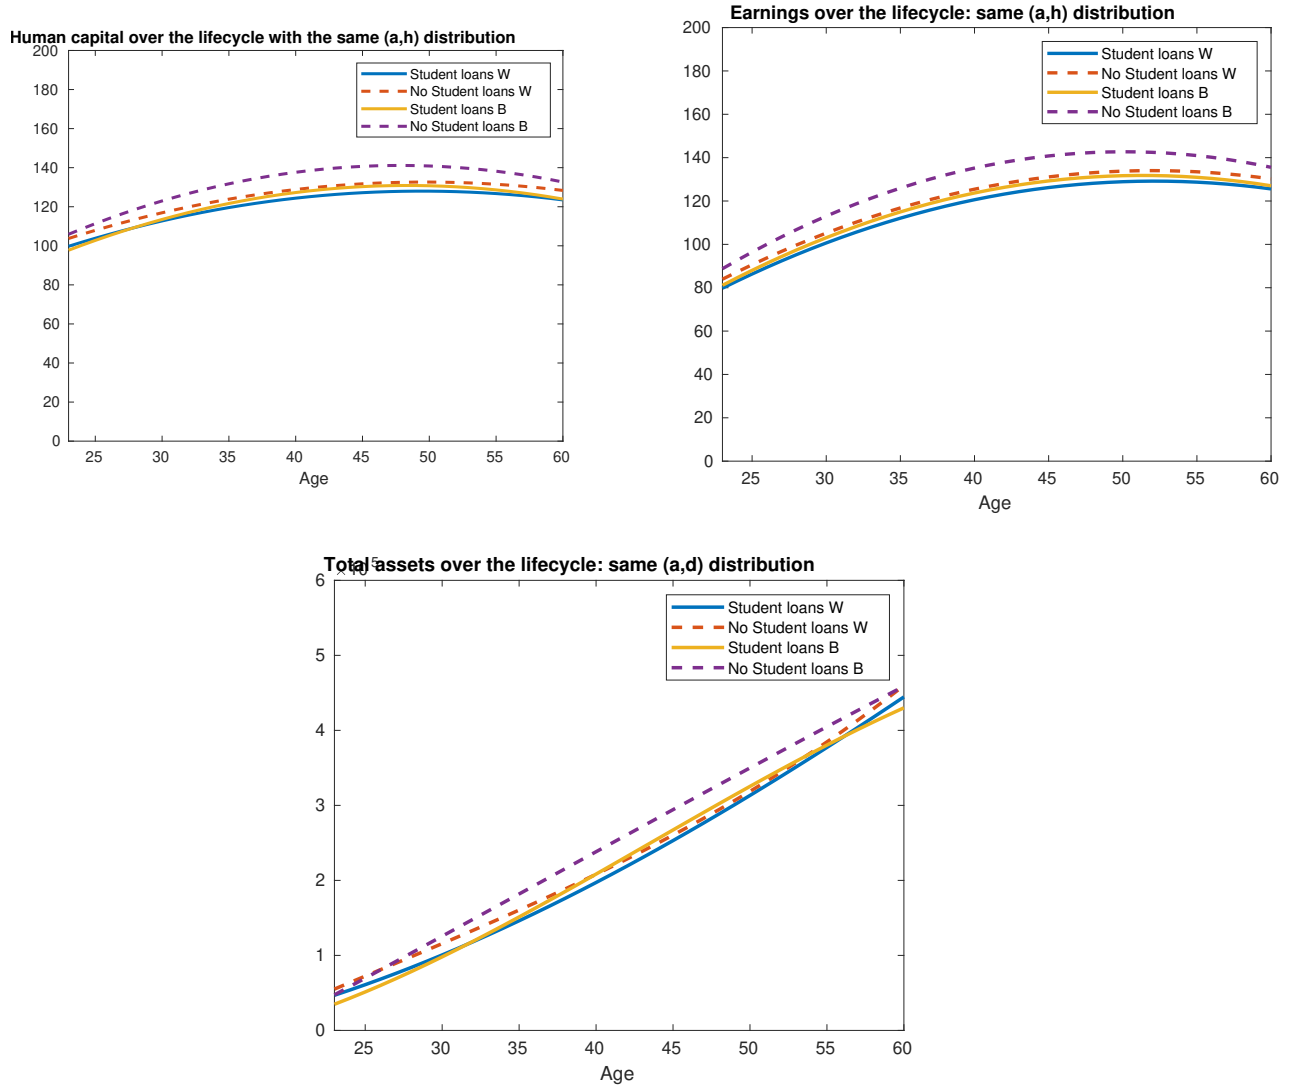 Human capital over the lifecycle with the same (a,h) distribution
200
180
160
140
120
100
80
60
40
20
0
Student loans W
No Student loans W
Student loans B
No Student loans B
25 30 35 40 45 50 55 60
Age
Earnings over the lifecycle: same (a,h) distribution
200
180
160
140
120
100
80
60
40
20
0
Student loans W
No Student loans W
Student loans B
No Student loans B
25 30 35 40 45 50 55 60
Age
Total assets over the lifecycle: same (a,d) distribution
× 10 5
6
5
4
3
2
1
0
Student loans W
No Student loans W
Student loans B
No Student loans B
25 30 35 40 45 50 55 60
Age